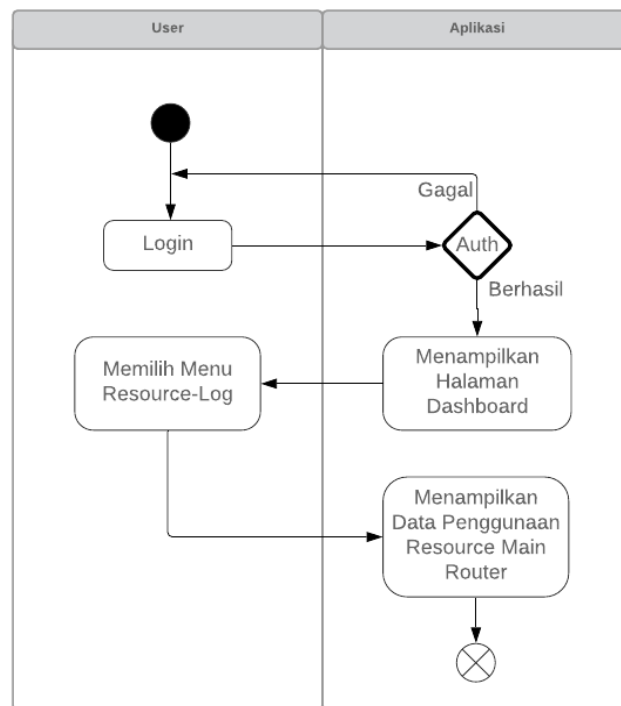 User
Aplikasi
Gagal
Login
Auth
Berhasil
Memilih Menu
Resource-Log
Menampilkan
Halaman
Dashboard
Menampilkan
Data Penggunaan
Resource Main
Router